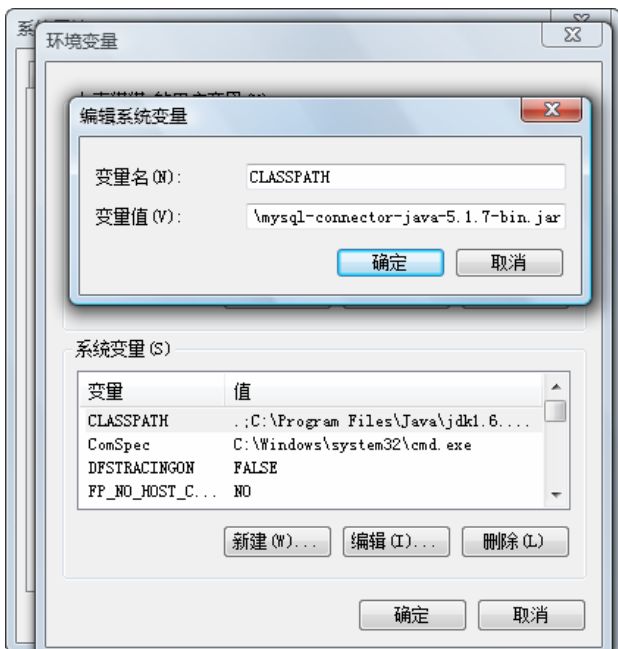 环境变量
编辑系统变量
变量名(N):
CLASSPATH
变量值(V):
\mysql-connector-java-5.1.7-bin.jar
确定
取消
系统变量(S)
变量
值
CLASSPATH
.;C:\Program Files\Java\jdk1.6....
ComSpec
C:\Windows\system32\cmd.exe
DFSTRACINGON
FALSE
FP_NO_HOST_C...
NO
新建(W)...
编辑(I)...
删除(L)
确定
取消